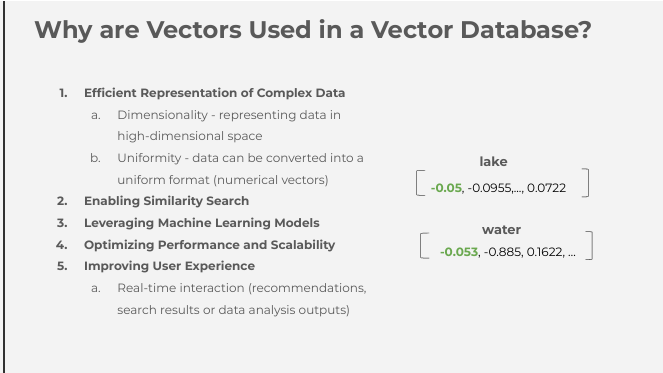 Why are Vectors Used in a Vector Database?
1. Efficient Representation of Complex Data
a. Dimensionality - representing data in
high-dimensional space
b. Uniformity - data can be converted into a
uniform format (numerical vectors)
2. Enabling Similarity Search
3. Leveraging Machine Learning Models
4. Optimizing Performance and Scalability
5. Improving User Experience
a. Real-time interaction (recommendations,
search results or data analysis outputs)
lake
-0.05, -0.0955,..., 0.0722
water
-0.053, -0.885, 0.1622, ...